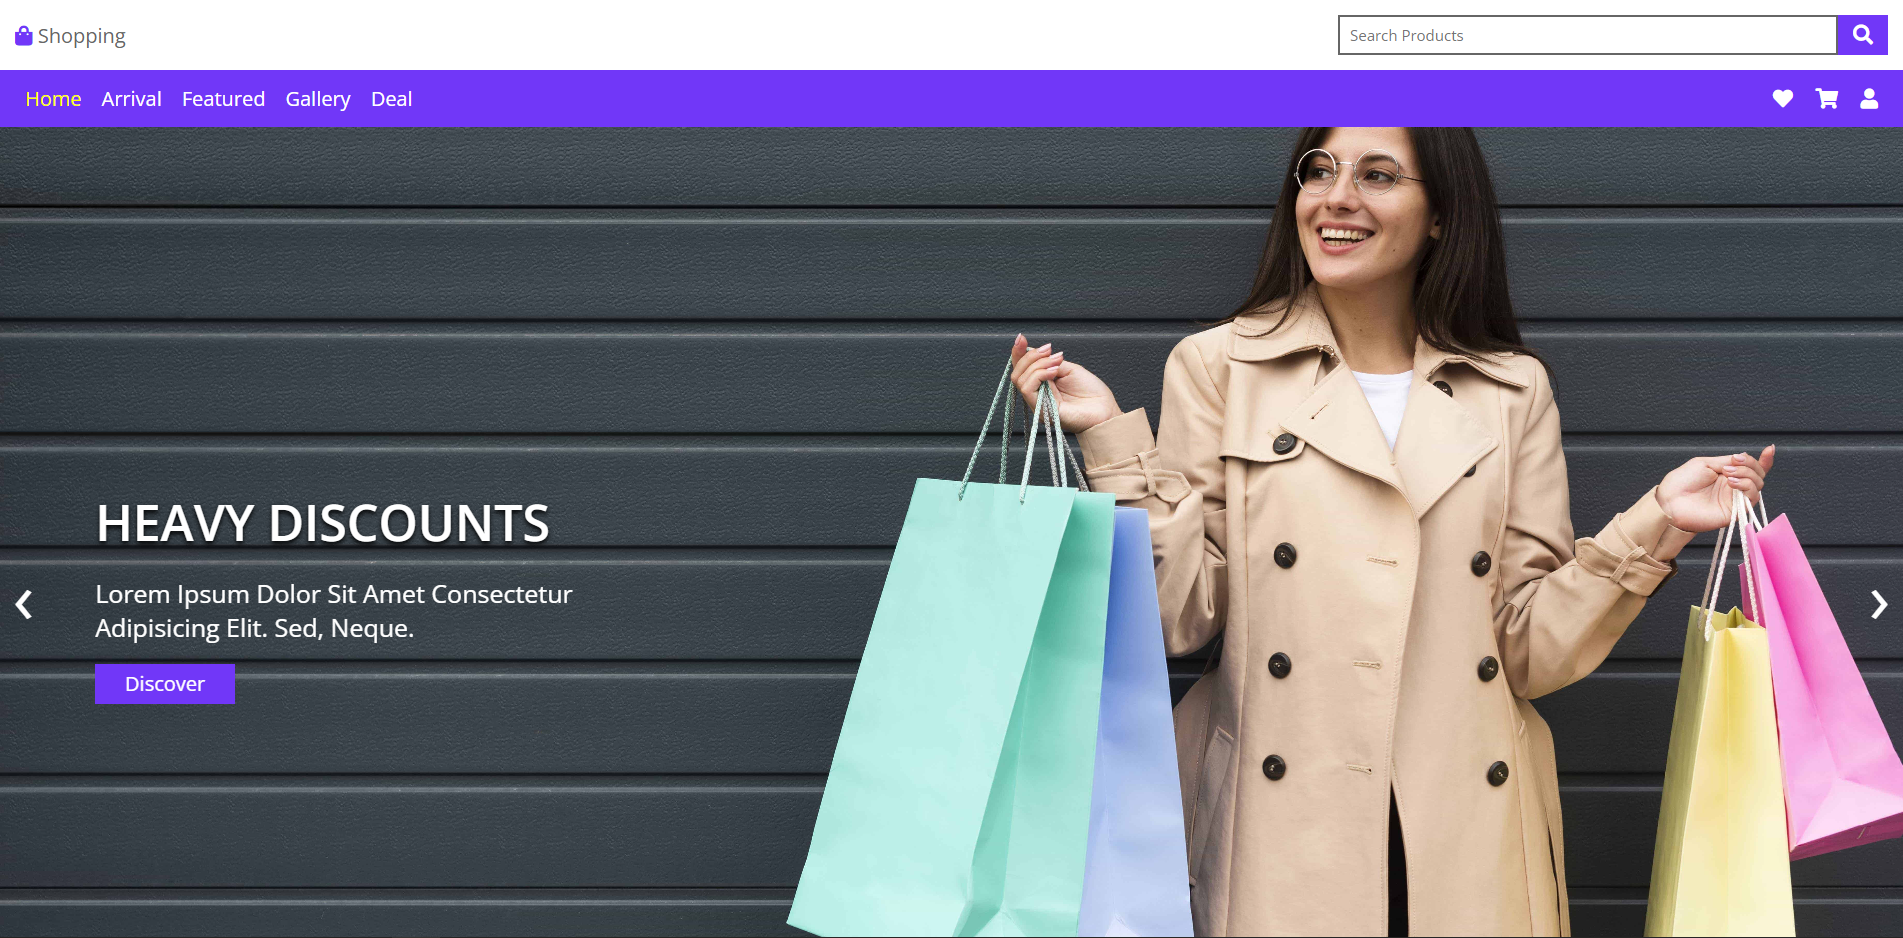 Shopping
Search Products
Home Arrival Featured Gallery Deal
HEAVY DISCOUNTS
Lorem Ipsum Dolor Sit Amet Consectetur
Adipisicing Elit. Sed, Neque.
Discover